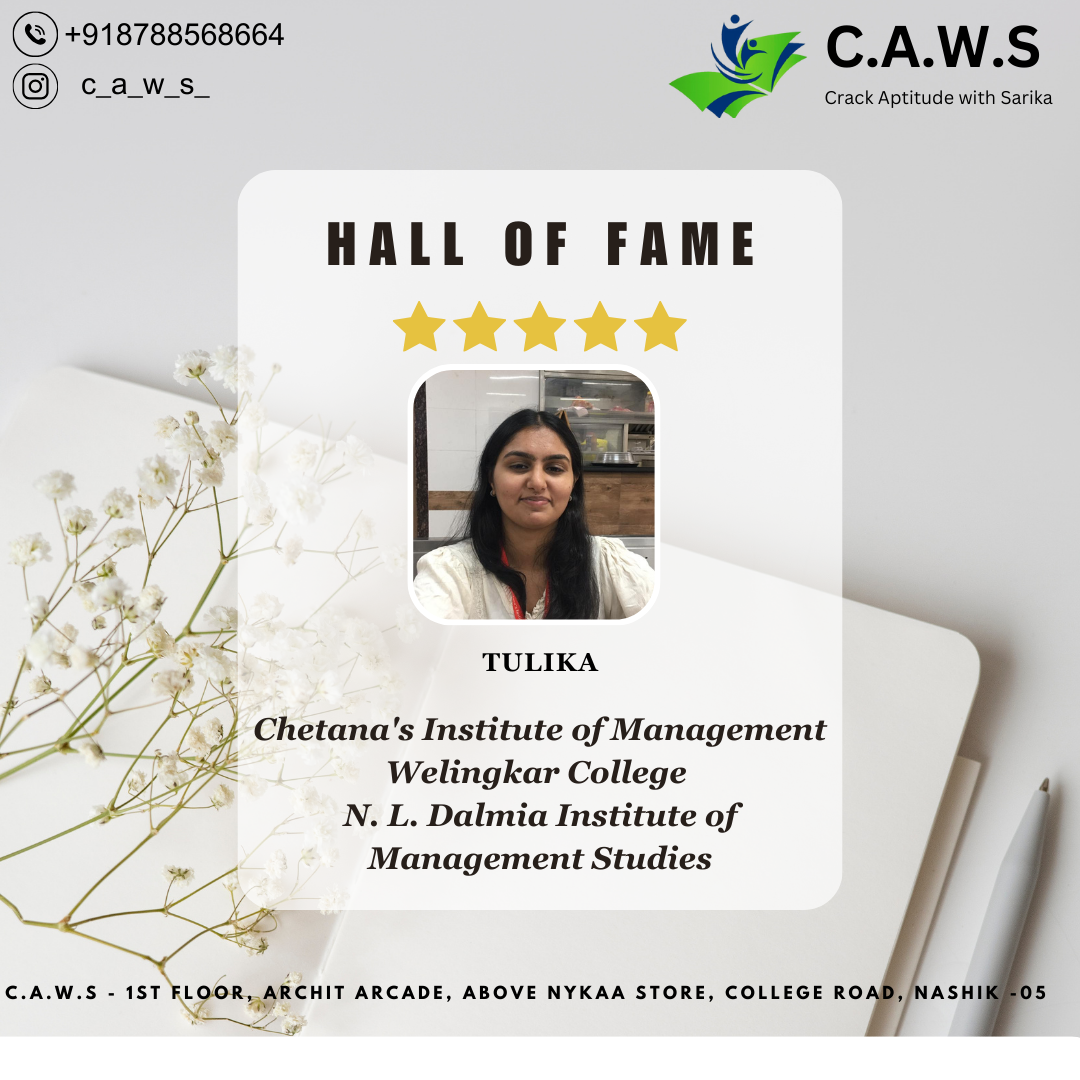 +918788568664
c_a_w_s_
C.A.W.S
Crack Aptitude with Sarika
HALL OF FAME
TULIKA
Chetana's Institute of Management
Welingkar College
N. L. Dalmia Institute of
Management Studies
C.A.W.S - 1ST FLOOR, ARCHIT ARCADE, ABOVE NYKAA STORE, COLLEGE ROAD, NASHIK -05